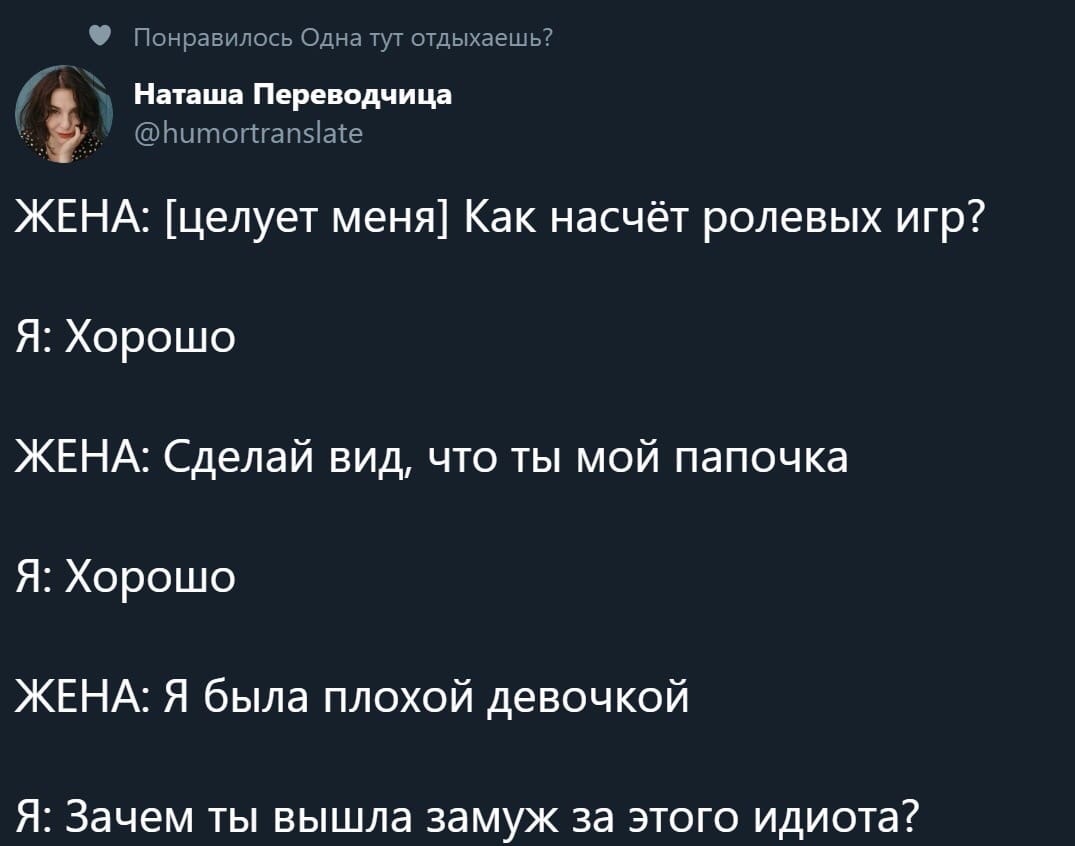 Понравилось Одна тут отдыхаешь?
Наташа Переводчица
@humortranslate
ЖЕНА: [целует меня] Как насчёт ролевых игр?
Я: Хорошо
ЖЕНА: Сделай вид, что ты мой папочка
Я: Хорошо
ЖЕНА: Я была плохой девочкой
Я: Зачем ты вышла замуж за этого идиота?